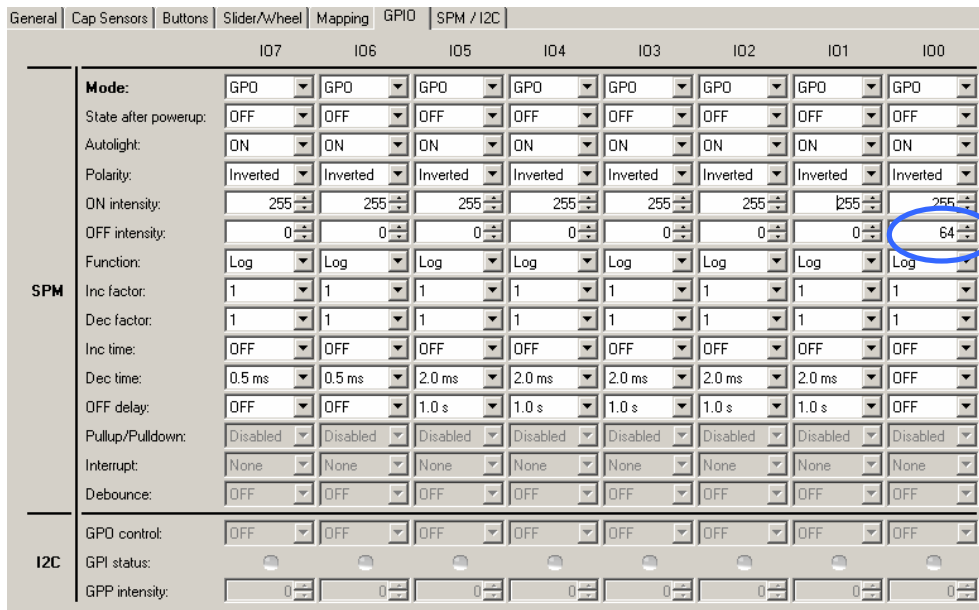 General Cap Sensors Buttons Slider/Wheel Mapping GPIO SPM / I2C
IO7 IO6 IO5 IO4 IO3 IO2 IO1 IO0
Mode: GPO GPO GPO GPO GPO GPO GPO GPO
State after powerup: OFF OFF OFF OFF OFF OFF OFF OFF
Autolight: ON ON ON ON ON ON ON ON
Polarity: Inverted Inverted Inverted Inverted Inverted Inverted Inverted Inverted
ON intensity: 255 255 255 255 255 255 255 255
OFF intensity: 0 0 0 0 0 0 0 64
Function: Log Log Log Log Log Log Log Log
SPM Inc factor: 1 1 1 1 1 1 1 1
Dec factor: 1 1 1 1 1 1 1 1
Inc time: OFF OFF OFF OFF OFF OFF OFF OFF
Dec time: 0.5 ms 0.5 ms 2.0 ms 2.0 ms 2.0 ms 2.0 ms 2.0 ms OFF
OFF delay: OFF OFF 1.0 s 1.0 s 1.0 s 1.0 s 1.0 s OFF
Pullup/Pulldown: Disabled Disabled Disabled Disabled Disabled Disabled Disabled Disabled
Interrupt: None None None None None None None None
Debounce: OFF OFF OFF OFF OFF OFF OFF OFF
GPO control: OFF OFF OFF OFF OFF OFF OFF OFF
I2C GPI status:
GPP intensity: 0 0 0 0 0 0 0 0